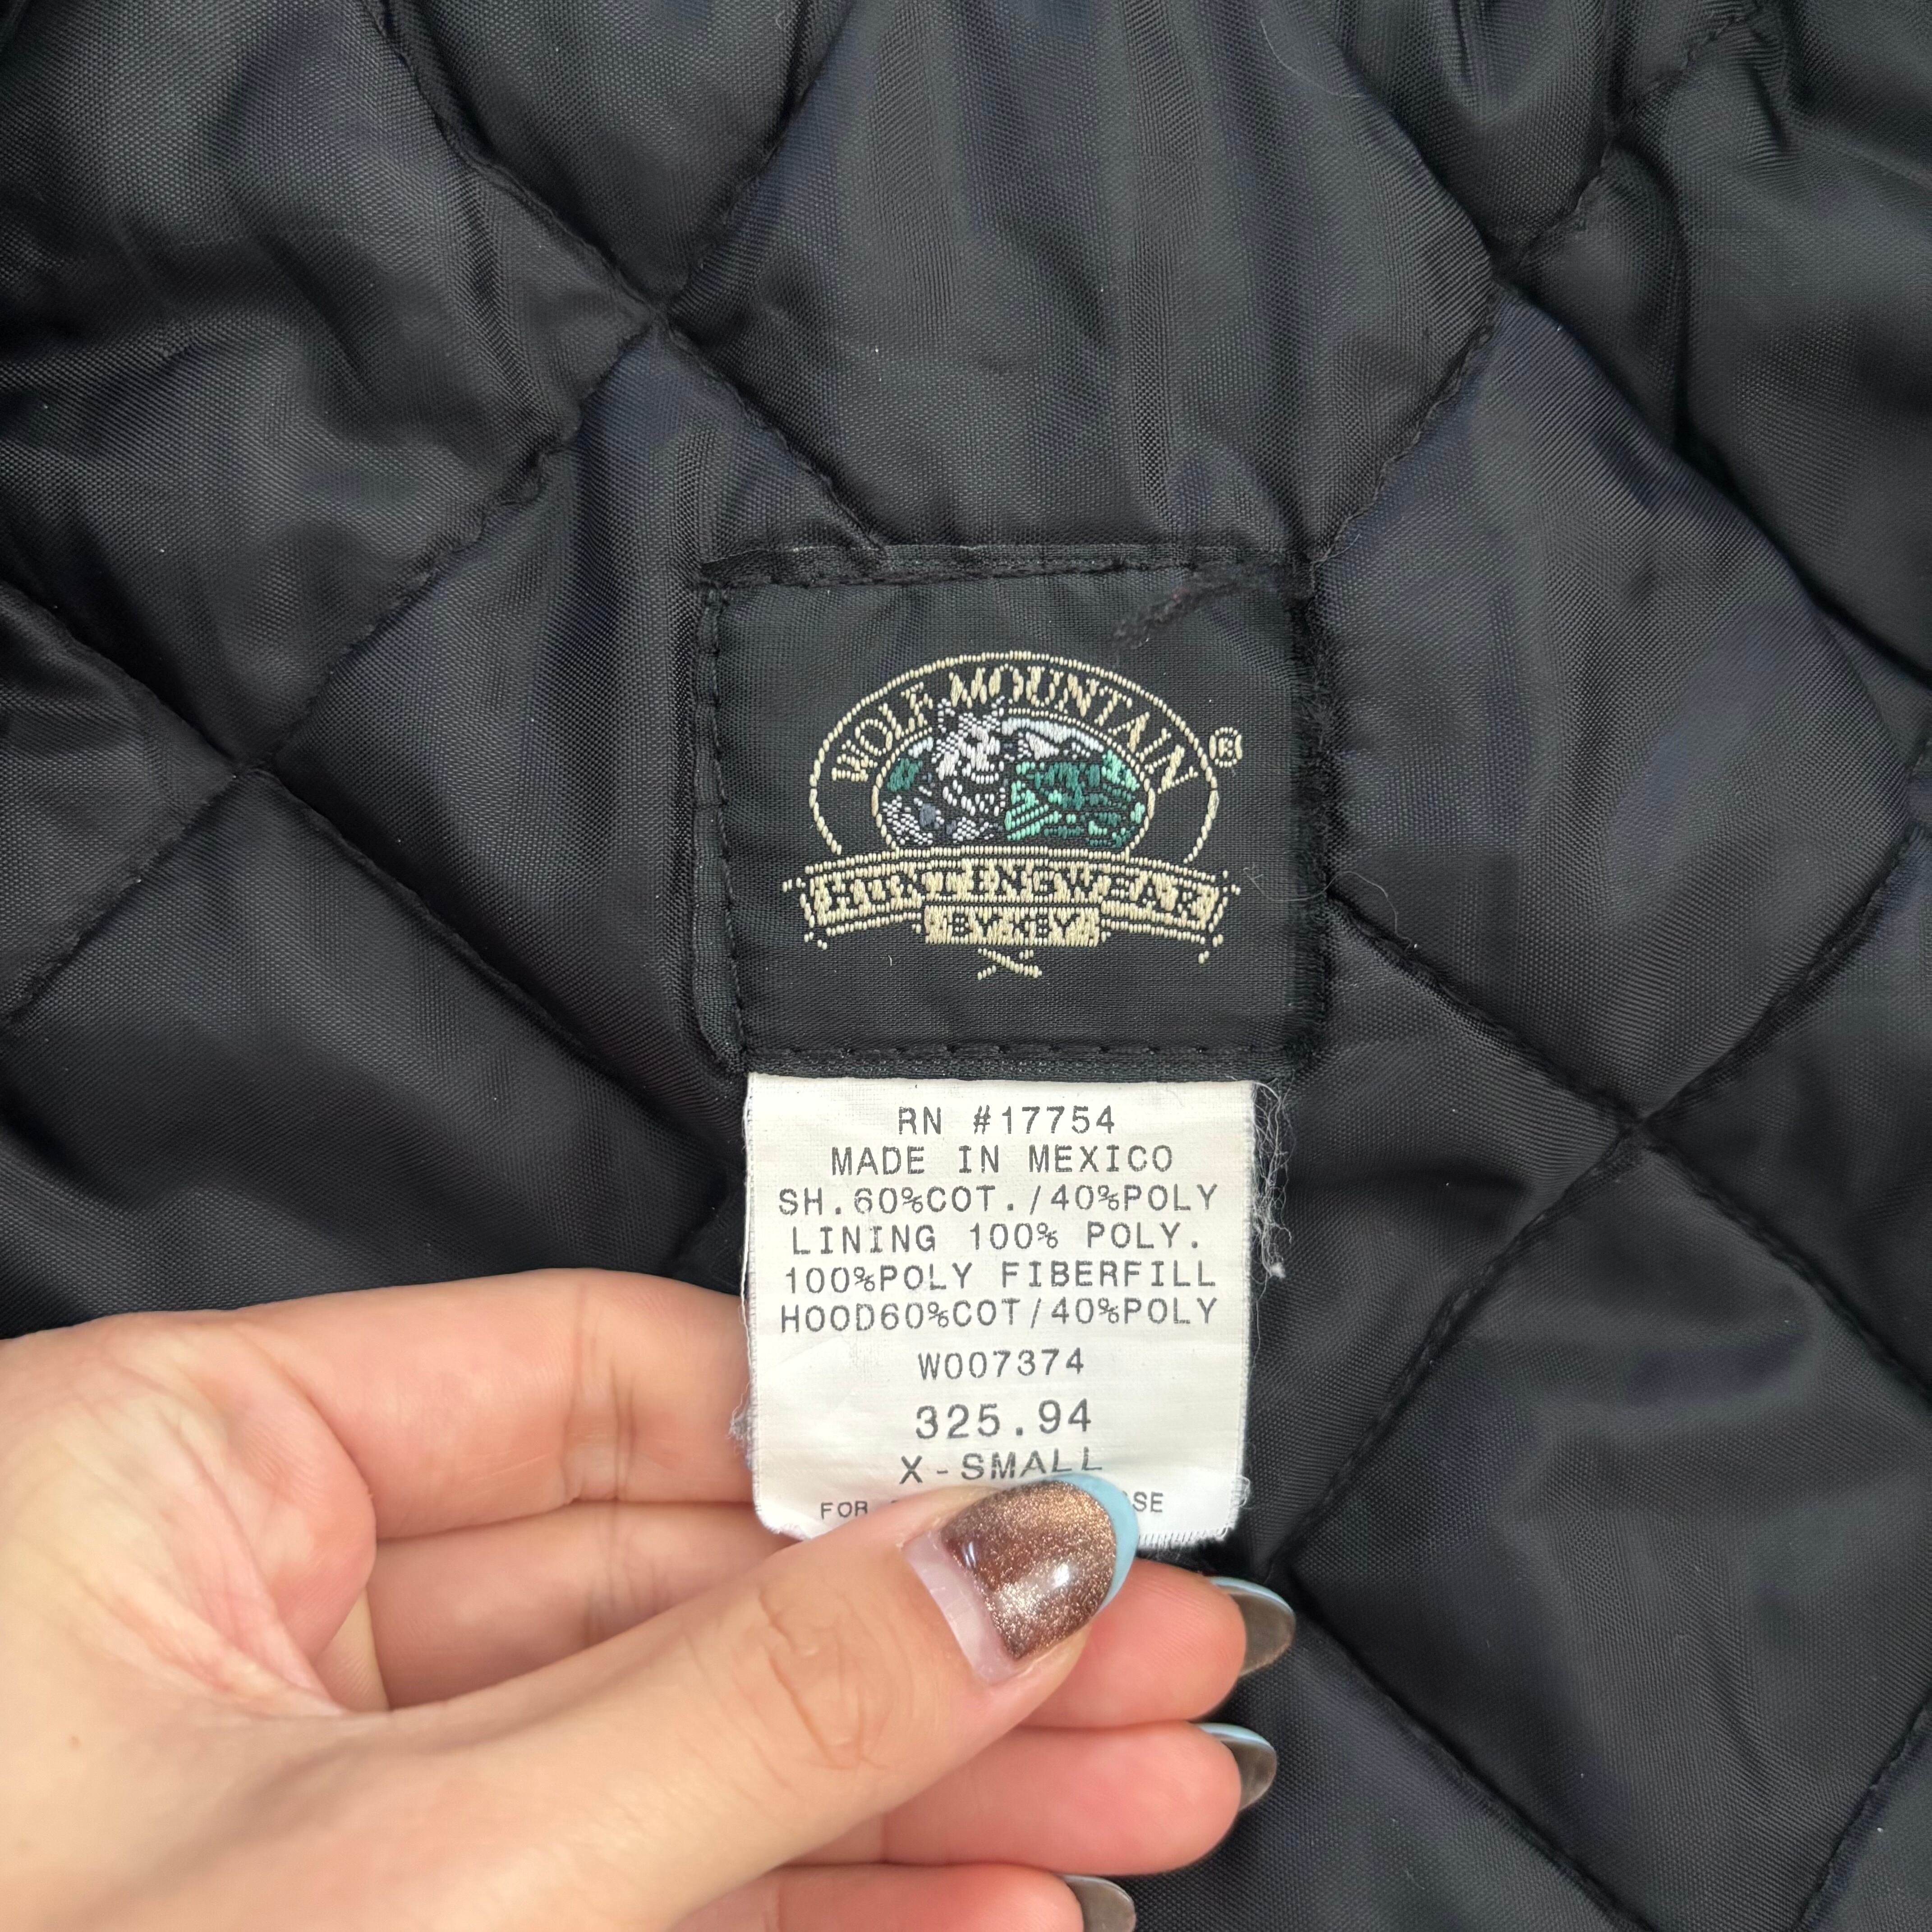 WOLF MOUNTAIN ®
HUNTINGWEAR
BY KEY
RN #17754
MADE IN MEXICO
SH.60%COT./40%POLY
LINING 100% POLY.
100%POLY FIBERFILL
HOOD60%COT/40%POLY
W007374
325.94
X-SMALL
FOR